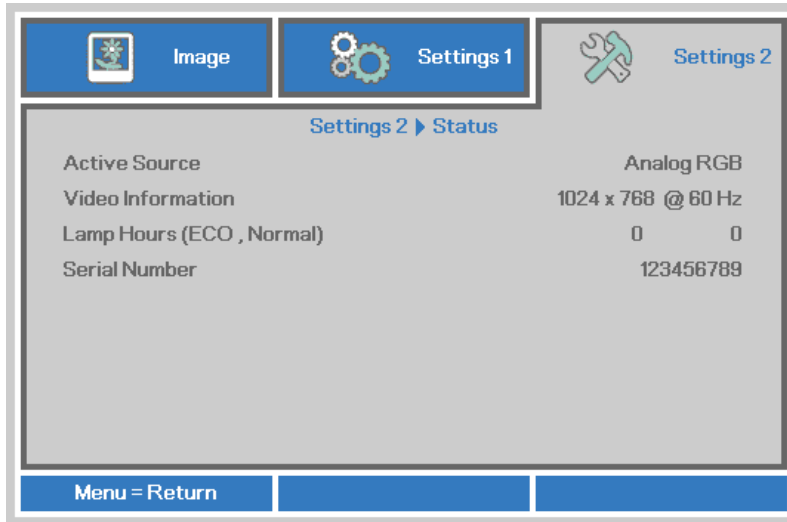 Image Settings 1 Settings 2
Settings 2 Status
Active Source Analog RGB
Video Information 1024 x 768 @ 60 Hz
Lamp Hours (ECO , Normal) 0 0
Serial Number 123456789
Menu = Return